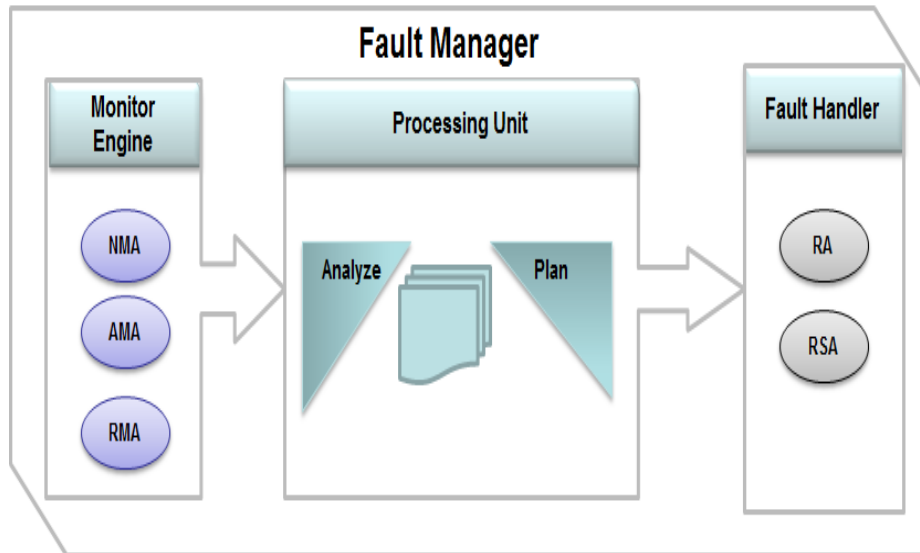 Fault Manager
Monitor
Engine
NMA
AMA
RMA
Processing Unit
Analyze
Plan
Fault Handler
RA
RSA